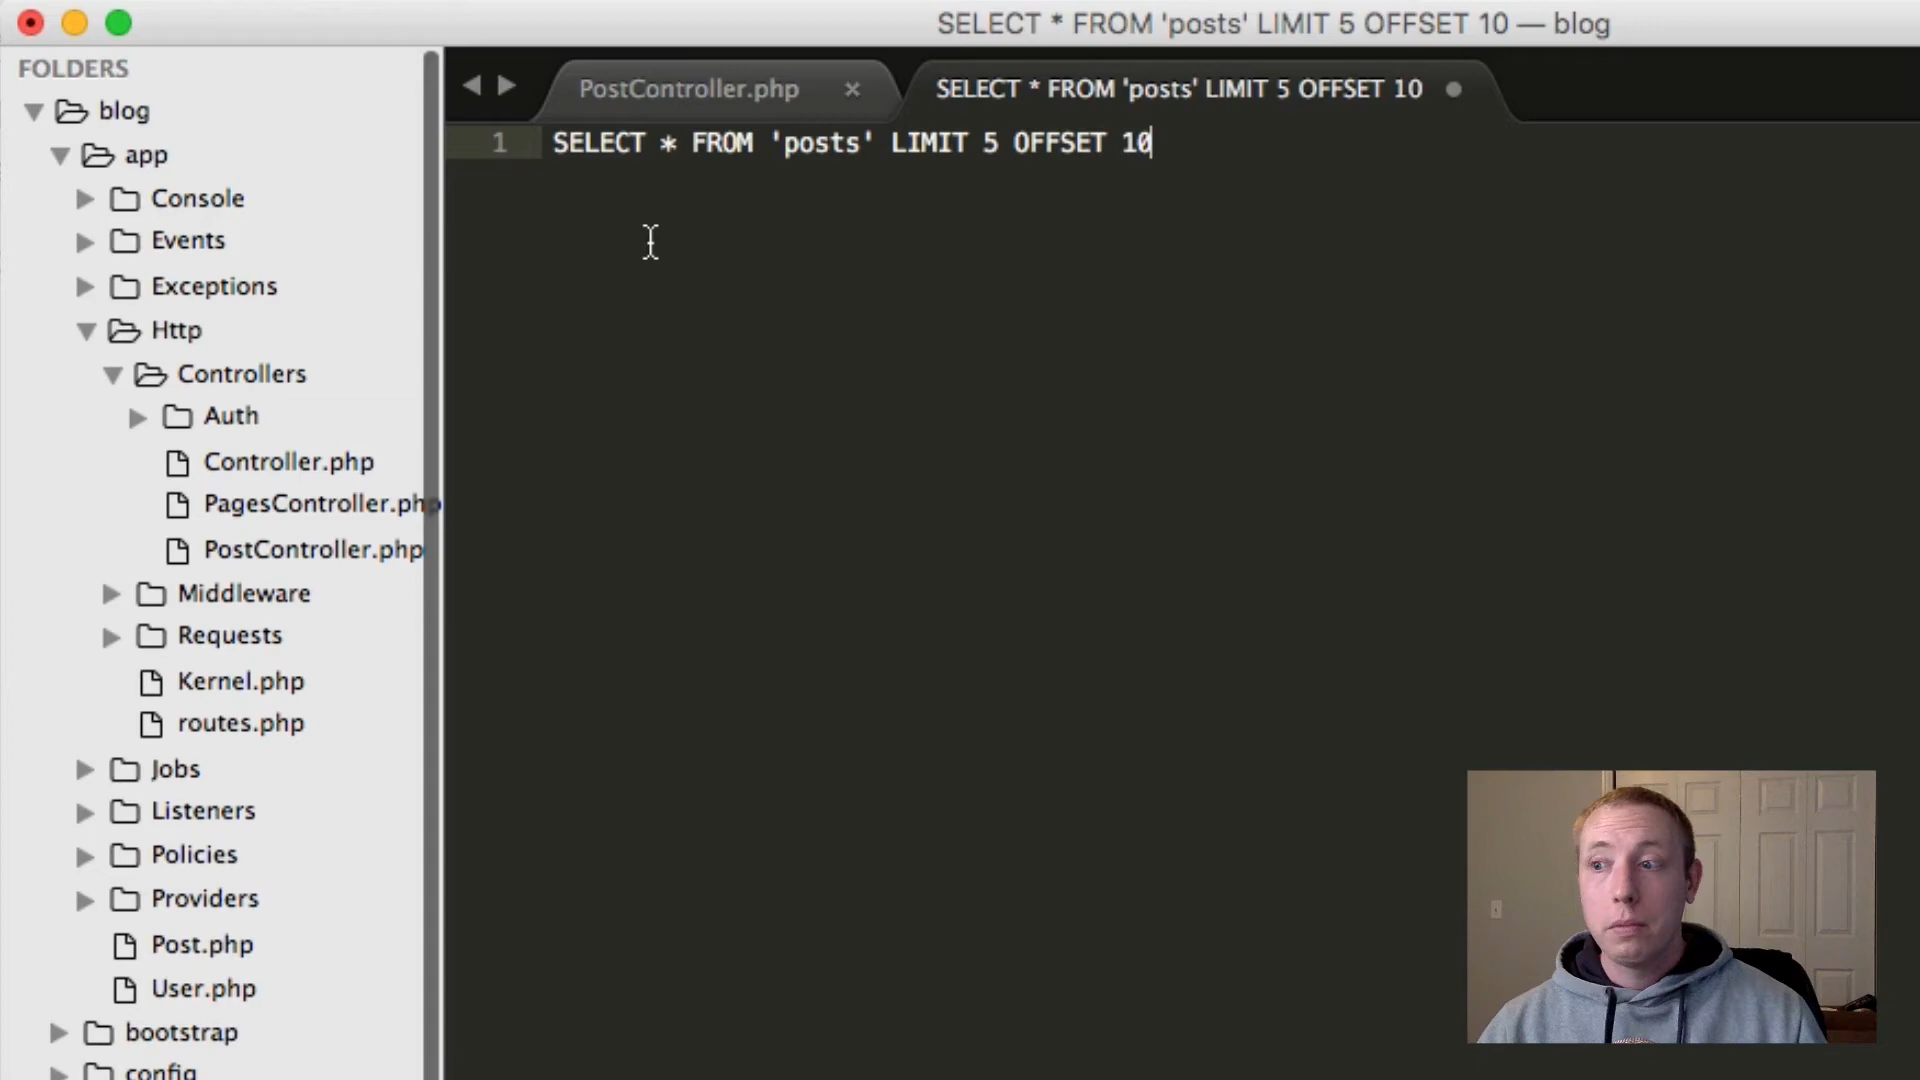 SELECT * FROM 'posts' LIMIT 5 OFFSET 10 — blog
FOLDERS
blog
app
Console
Events
Exceptions
Http
Controllers
Auth
Controller.php
PagesController.php
PostController.php
Middleware
Requests
Kernel.php
routes.php
Jobs
Listeners
Policies
Providers
Post.php
User.php
bootstrap
config
PostController.php
SELECT * FROM 'posts' LIMIT 5 OFFSET 10
1 SELECT * FROM 'posts' LIMIT 5 OFFSET 10